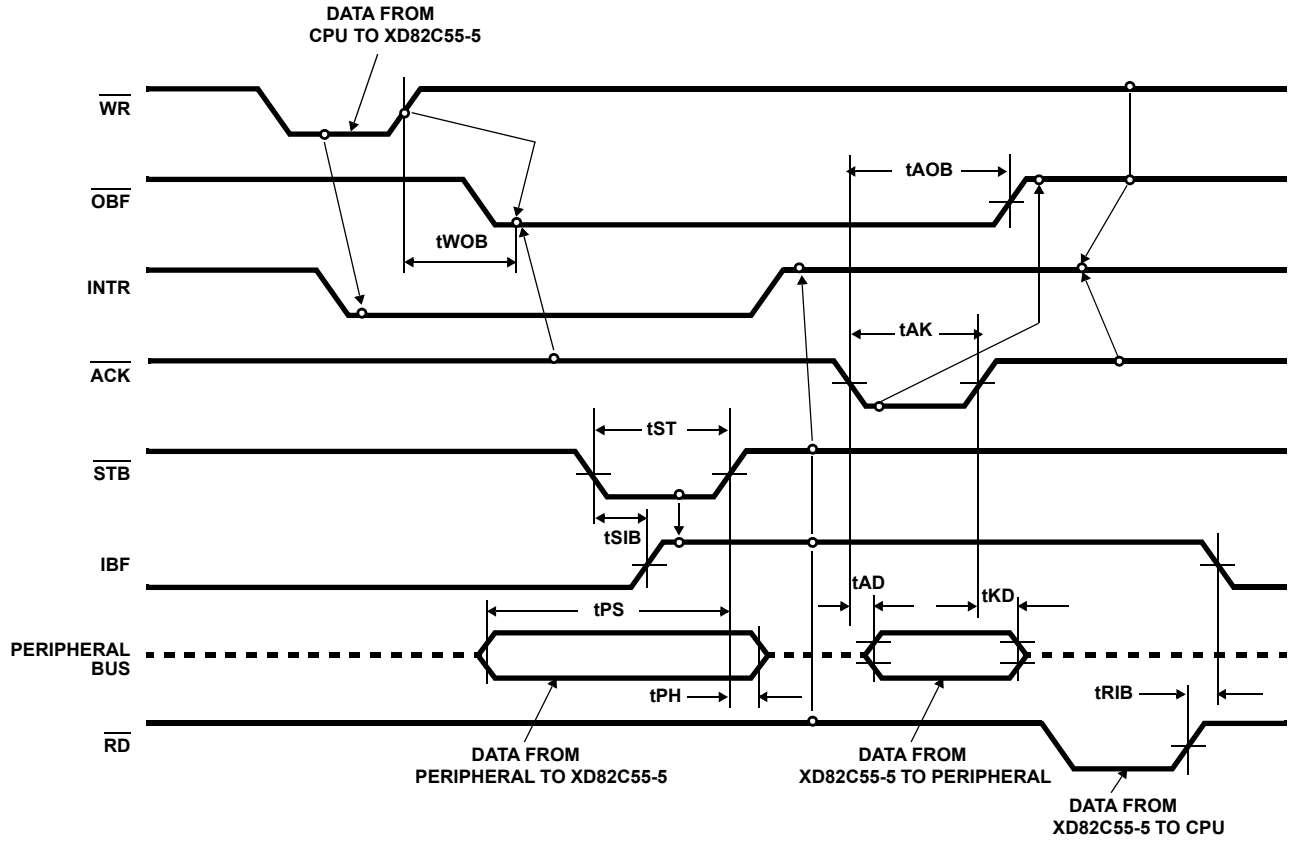 DATA FROM
CPU TO XD82C55-5
WR
OBF
tAOB
tWOB
INTR
tAK
ACK
tST
STB
tSIB
IBF
tAD
tKD
tPS
PERIPHERAL
BUS
tPH
tRIB
RD
DATA FROM
PERIPHERAL TO XD82C55-5
DATA FROM
XD82C55-5 TO PERIPHERAL
DATA FROM
XD82C55-5 TO CPU